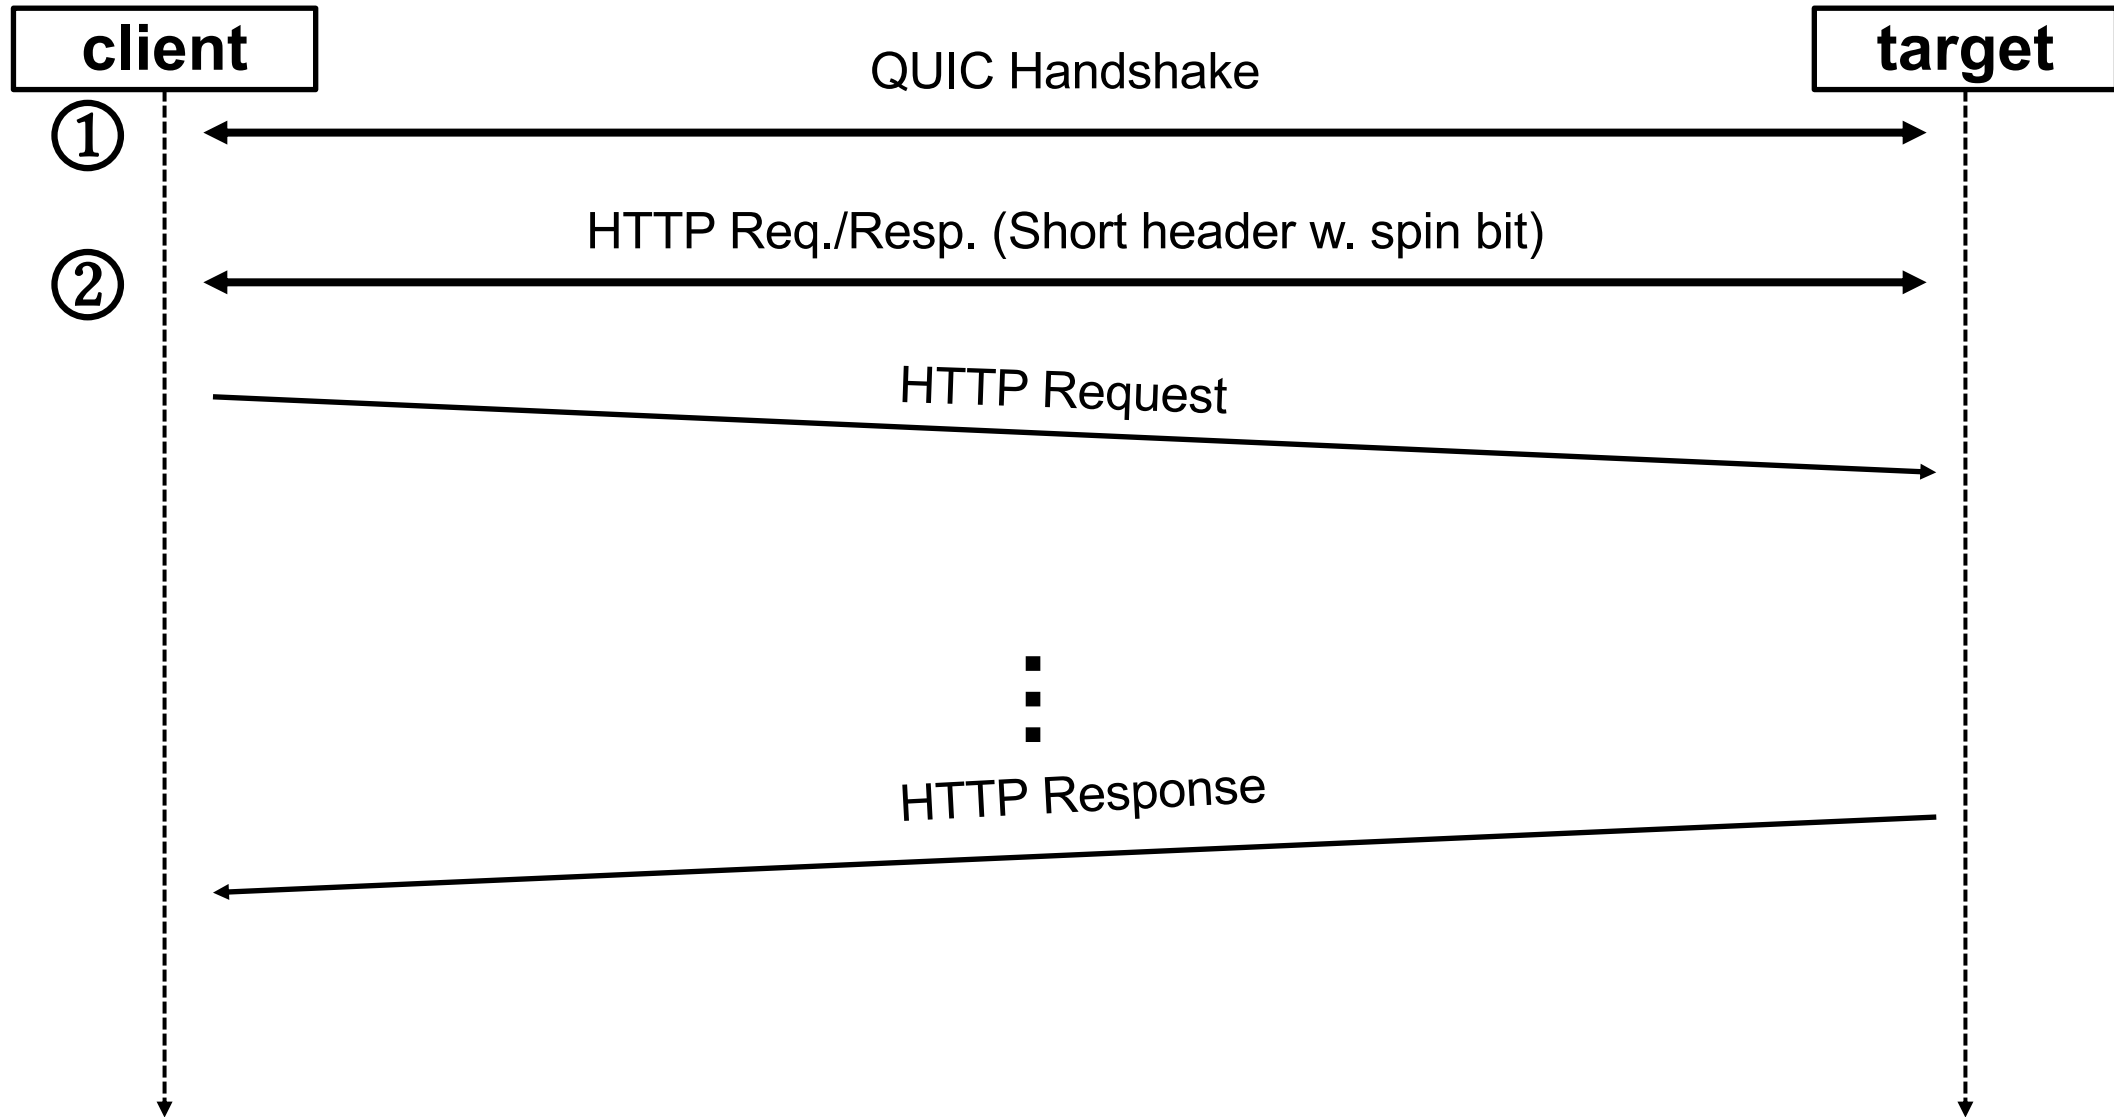 client
target
QUIC Handshake
①
HTTP Req./Resp. (Short header w. spin bit)
②
HTTP Request
HTTP Response